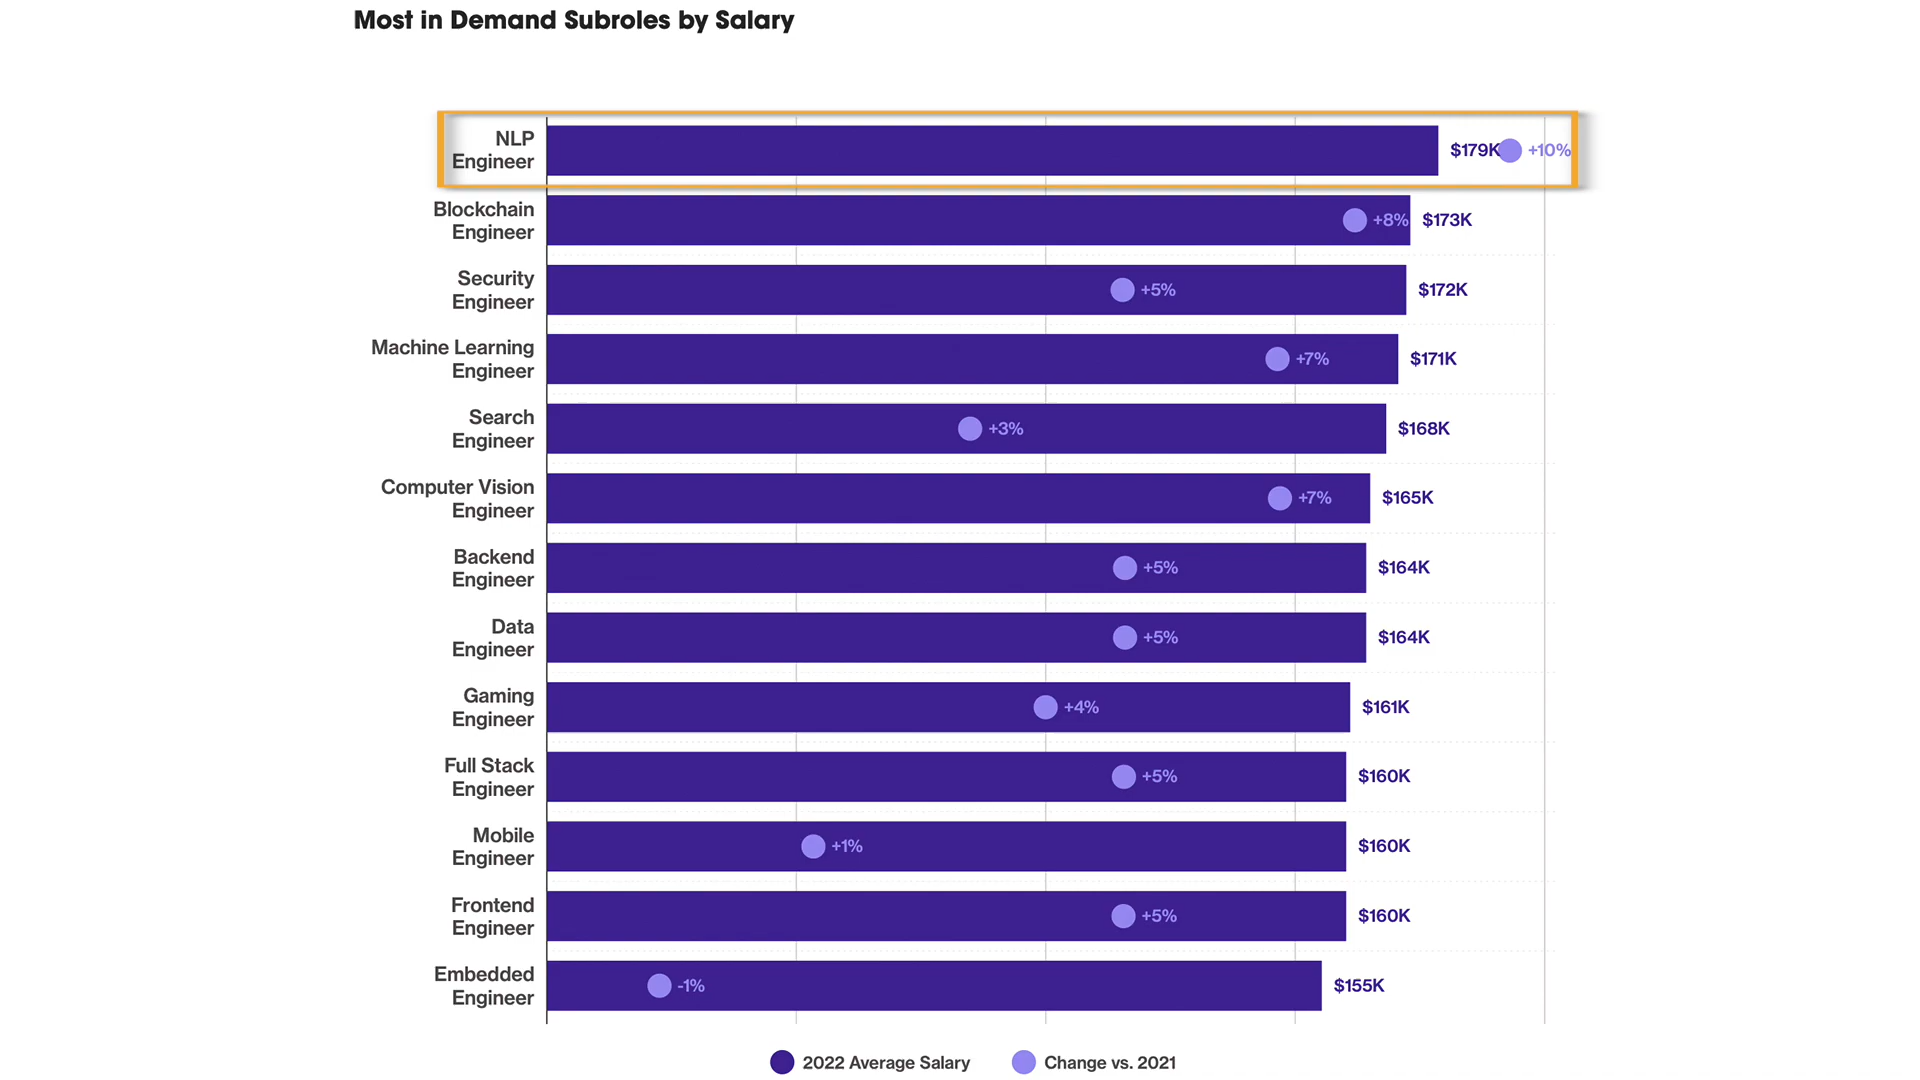 Most in Demand Subroles by Salary
NLP
Engineer
$179K
+10%
Blockchain
Engineer
+8%
$173K
Security
Engineer
+5%
$172K
Machine Learning
Engineer
+7%
$171K
Search
Engineer
+3%
$168K
Computer Vision
Engineer
+7%
$165K
Backend
Engineer
+5%
$164K
Data
Engineer
+5%
$164K
Gaming
Engineer
+4%
$161K
Full Stack
Engineer
+5%
$160K
Mobile
Engineer
+1%
$160K
Frontend
Engineer
+5%
$160K
Embedded
Engineer
-1%
$155K
2022 Average Salary
Change vs. 2021